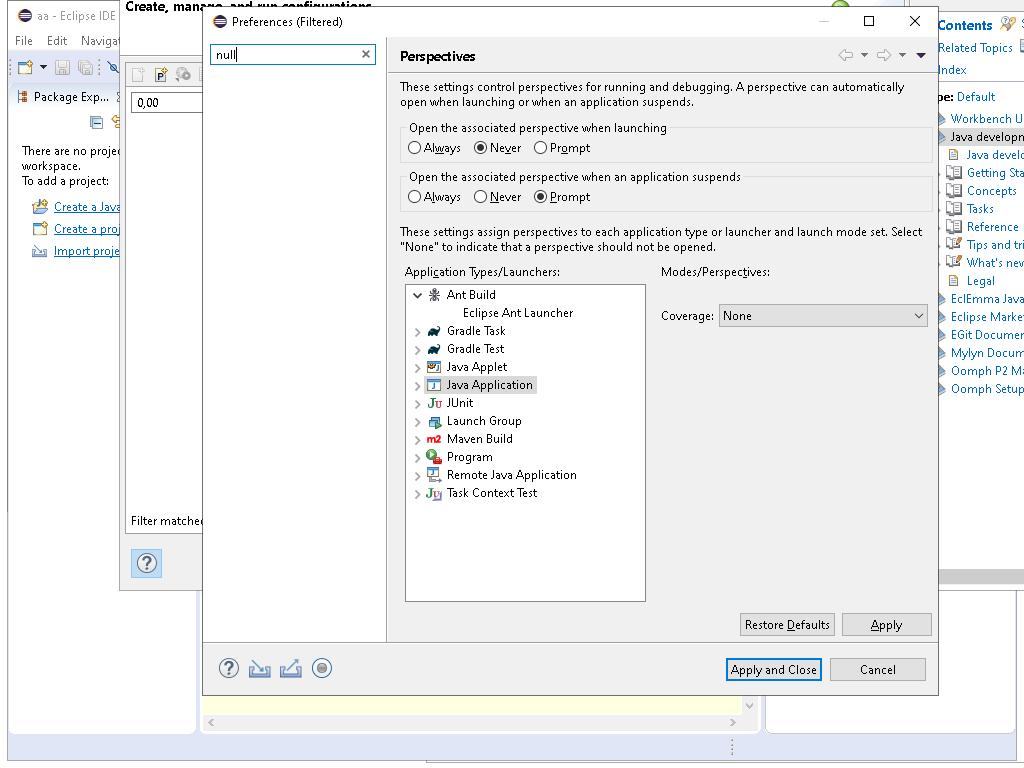 aa - Eclipse IDE
File Edit Navigat
Package Exp...
There are no proje
workspace.
To add a project:
Create a Java
Create a proj
Import proje
Create, manage, and run configurations
0,00
Filter matched
Preferences (Filtered)
null
Perspectives
These settings control perspectives for running and debugging. A perspective can automatically
open when launching or when an application suspends.
Open the associated perspective when launching
Always Never Prompt
Open the associated perspective when an application suspends
Always Never Prompt
These settings assign perspectives to each application type or launcher and launch mode set. Select
"None" to indicate that a perspective should not be opened.
Application Types/Launchers:
Modes/Perspectives:
Ant Build
Eclipse Ant Launcher
Gradle Task
Gradle Test
Java Applet
Java Application
JUnit
Launch Group
Maven Build
Program
Remote Java Application
Task Context Test
Coverage: None
Restore Defaults Apply
Apply and Close Cancel
Contents
Related Topics
Index
pe: Default
Workbench U
Java developn
Java develo
Getting Sta
Concepts
Tasks
Reference
Tips and tri
What's new
Legal
EclEmma Java
Eclipse Marke
EGit Documer
Mylyn Docum
Oomph P2 Ma
Oomph Setup